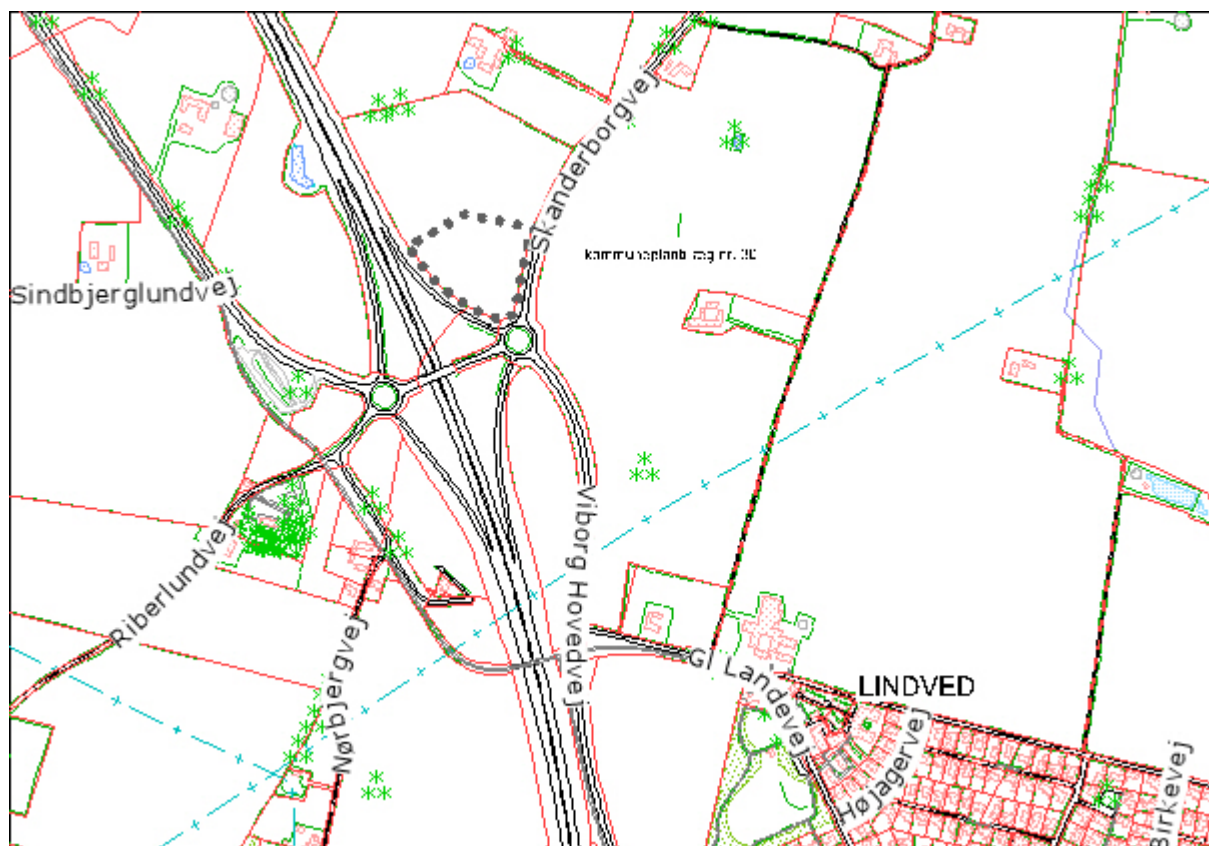 Skanderborgvej
Sindbjerglundvej
Riberlundvej
Nørbjergvej
Viborg Hovedvej
Gl Landevej
LINDVED
Højagervej
Birkevej